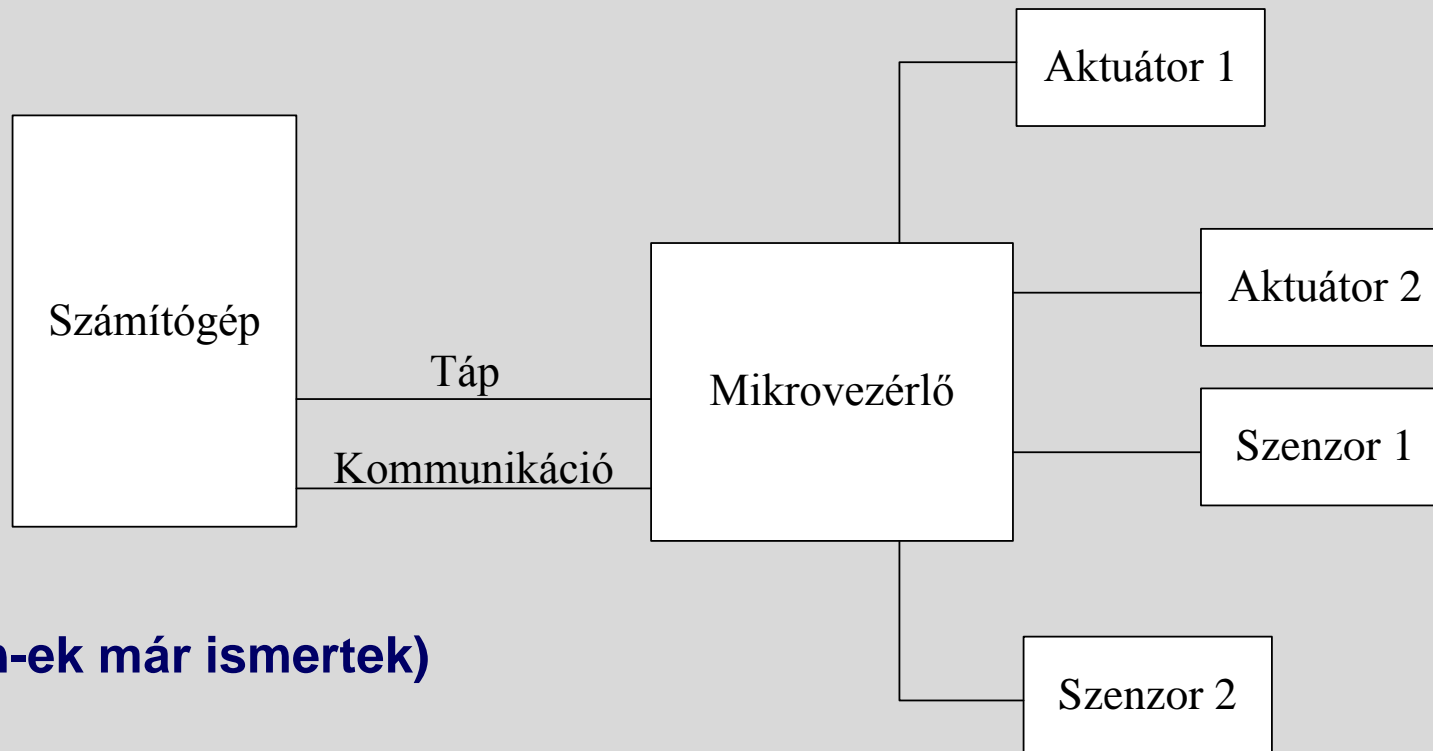 Aktuátor 1
Számítógép
Táp
Kommunikáció
Mikrovezérlő
Aktuátor 2
Szenzor 1
-ek már ismertek)
Szenzor 2